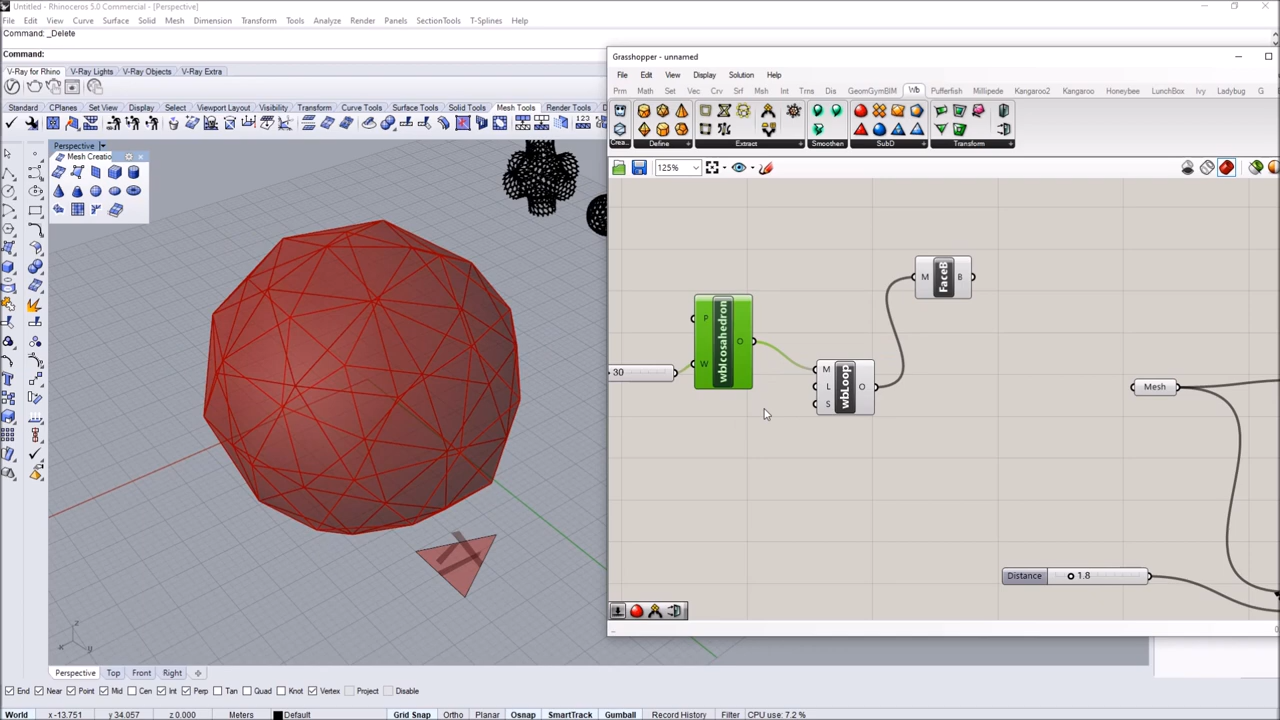 Untitled - Rhinoceros 5.0 Commercial - [Perspective]
File Edit View Curve Surface Solid Mesh Dimension Transform Tools Analyze Render Panels SectionTools T-Splines Help
Command: _Delete
Command:
V-Ray for Rhino V-Ray Lights V-Ray Objects V-Ray Extra
Standard CPlanes Set View Display Select Viewport Layout Visibility Transform Curve Tools Surface Tools Solid Tools Mesh Tools Render Tools D
123
Perspective
Mesh Creatio
Grasshopper - unnamed
File Edit View Display Solution Help
Prm Math Set Vec Crv Srf Msh Int Trns Dis GeomGymBIM Wb Pufferfish Millipede Kangaroo2 Kangaroo Honeybee LunchBox Ivy Ladybug G
Creat... Define Extract Smoothen SubD Transform
125%
FaceB
M B
wbIcosahedron
P
O
W
30
wbLoop
M
L O
S
Mesh
Distance 1.8
z
x y
Perspective Top Front Right
End Near Point Mid Cen Int Perp Tan Quad Knot Vertex Project Disable
World x -13.751 y 34.057 z 0.000 Meters Default Grid Snap Ortho Planar Osnap SmartTrack Gumball Record History Filter CPU use: 7.2 %